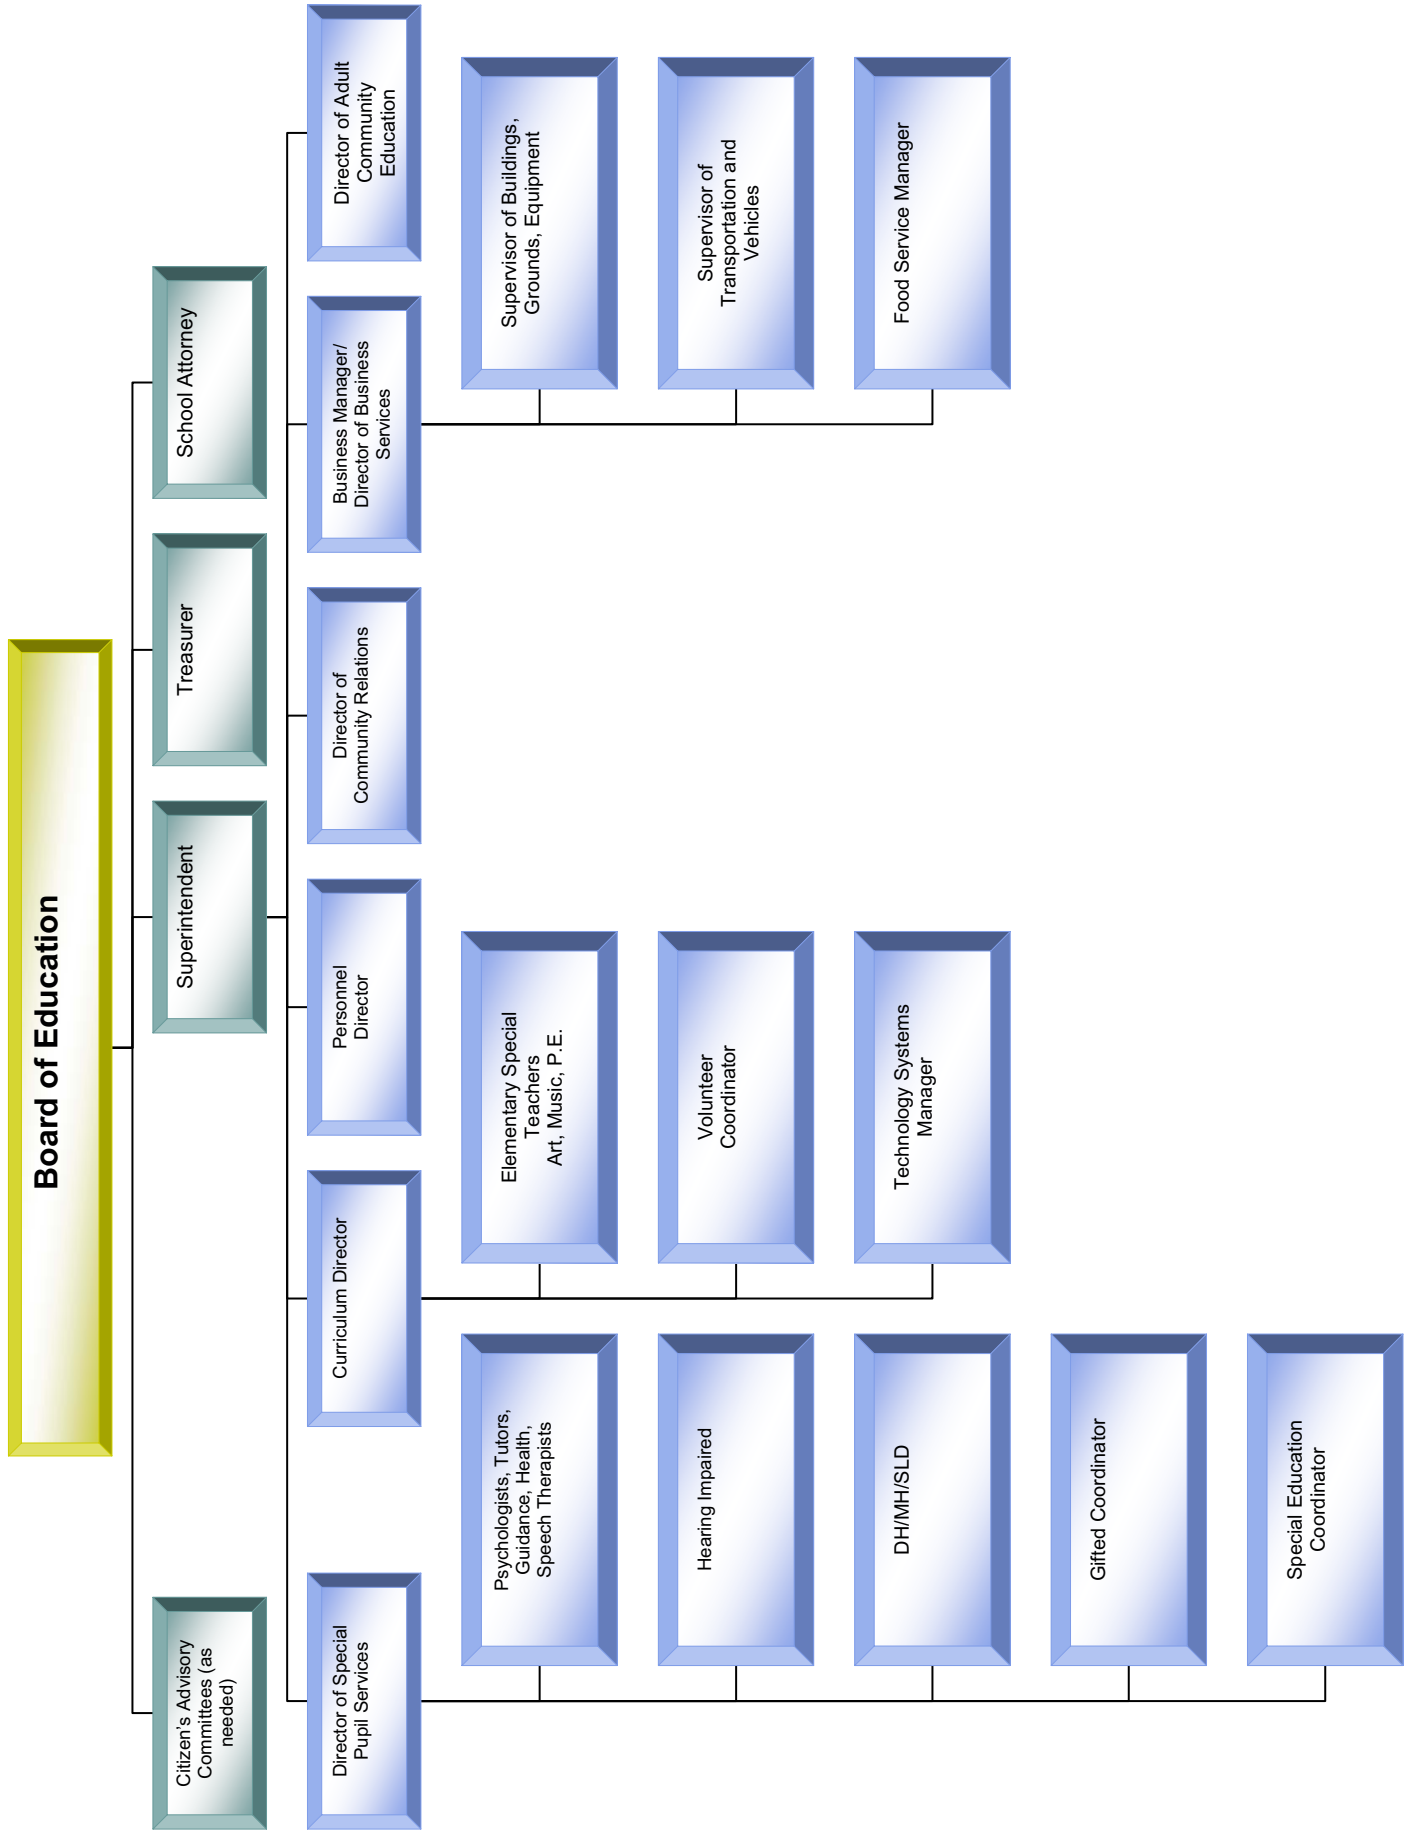 Board of Education
Citizen's Advisory
Committees (as
needed)
Superintendent
Treasurer
School Attorney
Director of Special
Pupil Services
Curriculum Director
Personnel
Director
Director of
Community Relations
Business Manager/
Director of Business
Services
Director of Adult
Community
Education
Psychologists, Tutors,
Guidance, Health,
Speech Therapists
Hearing Impaired
DH/MH/SLD
Gifted Coordinator
Special Education
Coordinator
Elementary Special
Teachers
Art, Music, P.E.
Volunteer
Coordinator
Technology Systems
Manager
Supervisor of Buildings,
Grounds, Equipment
Supervisor of
Transportation and
Vehicles
Food Service Manager